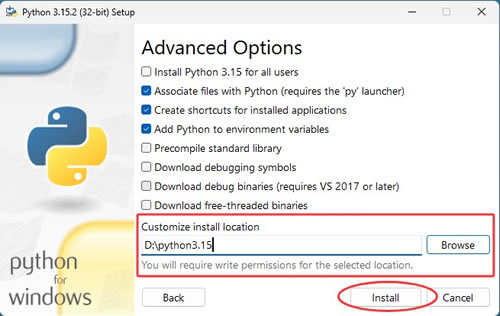 Python 3.15.2 (32-bit) Setup
Advanced Options
Install Python 3.15 for all users
Associate files with Python (requires the 'py' launcher)
Create shortcuts for installed applications
Add Python to environment variables
Precompile standard library
Download debugging symbols
Download debug binaries (requires VS 2017 or later)
Download free-threaded binaries
Customize install location
D:\python3.15
Browse
You will require write permissions for the selected location.
python
for
windows
Back
Install
Cancel